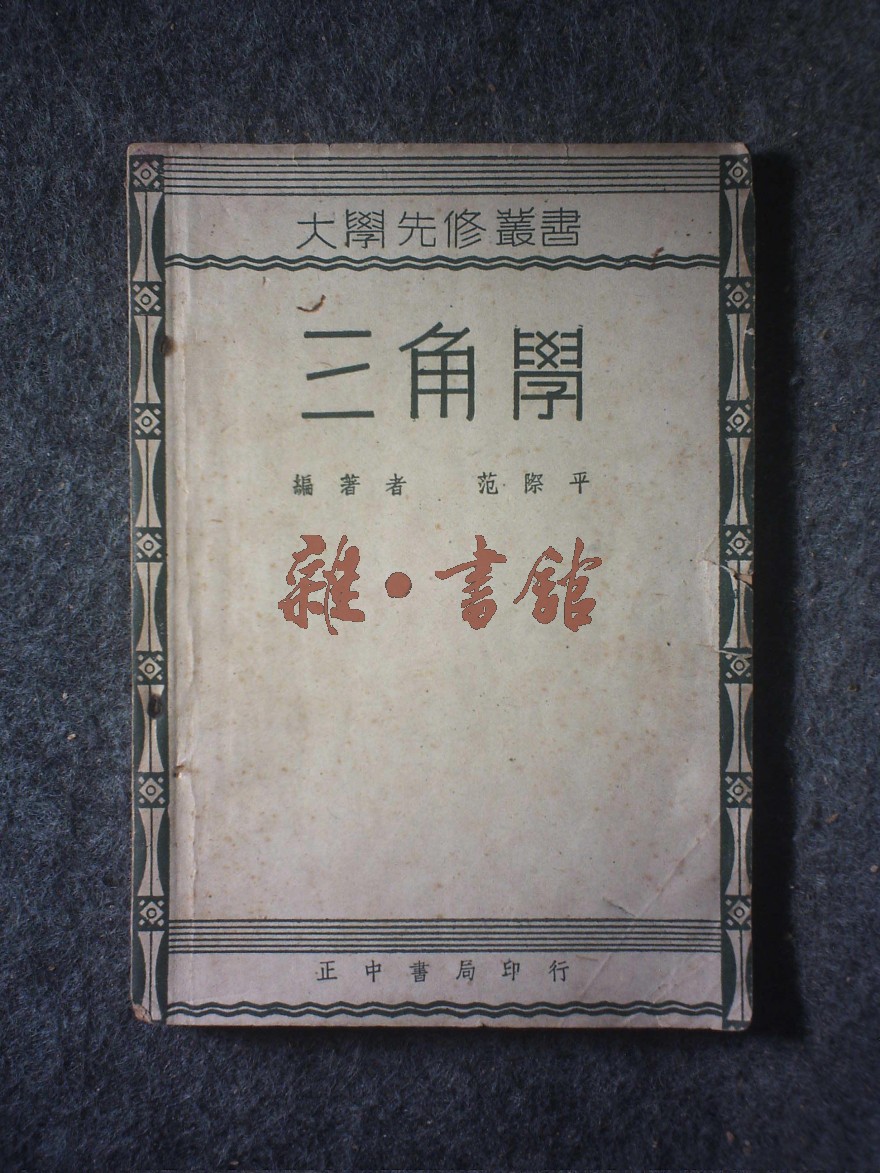 大學先修叢書
三角學
編著者 范際平
雜·書館
正中書局印行